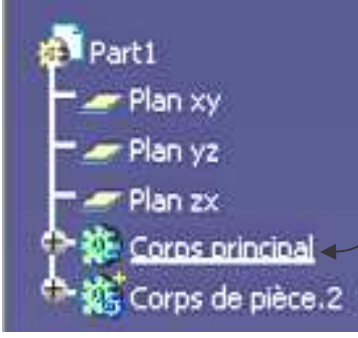 Part1
Plan xy
Plan yz
Plan zx
Corps principal
Corps de pièce.2